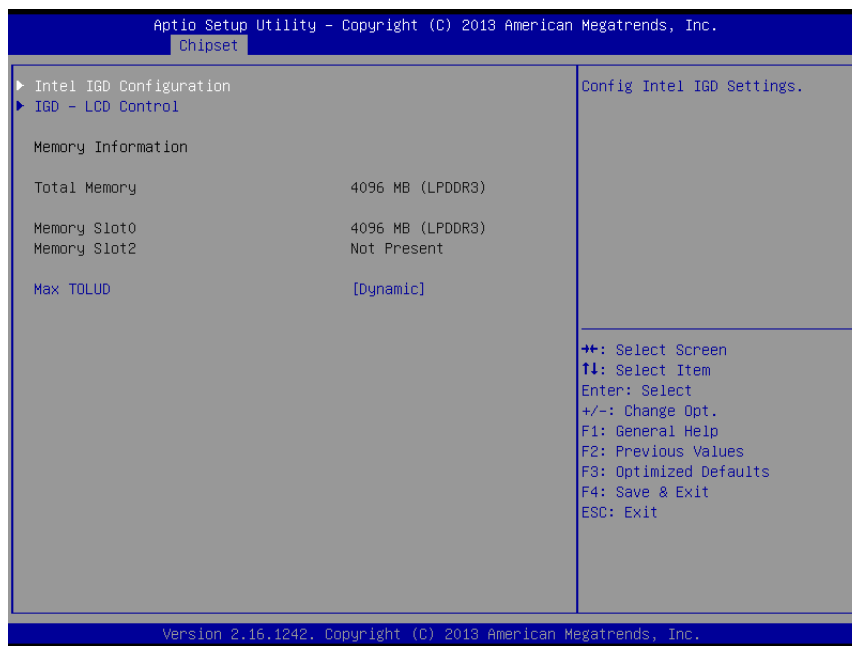 Aptio Setup Utility – Copyright (C) 2013 American Megatrends, Inc.
Chipset
▶ Intel IGD Configuration
▶ IGD – LCD Control
Memory Information
Total Memory 4096 MB (LPDDR3)
Memory Slot0 4096 MB (LPDDR3)
Memory Slot2 Not Present
Max TOLUD [Dynamic]
Config Intel IGD Settings.
→←: Select Screen
↑↓: Select Item
Enter: Select
+/-: Change Opt.
F1: General Help
F2: Previous Values
F3: Optimized Defaults
F4: Save & Exit
ESC: Exit
Version 2.16.1242. Copyright (C) 2013 American Megatrends, Inc.